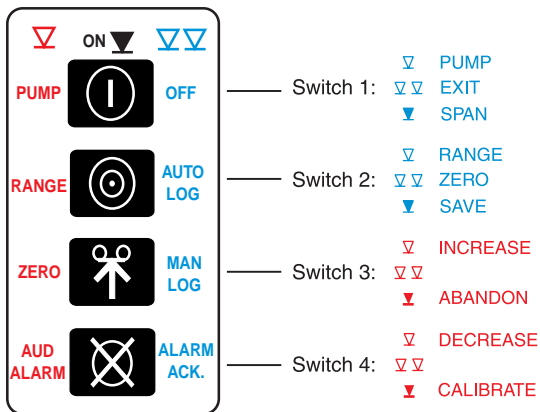 ON
PUMP
OFF
RANGE
AUTO
LOG
ZERO
MAN
LOG
AUD
ALARM
ALARM
ACK.
Switch 1:
PUMP
EXIT
SPAN
Switch 2:
RANGE
ZERO
SAVE
Switch 3:
INCREASE
ABANDON
Switch 4:
DECREASE
CALIBRATE